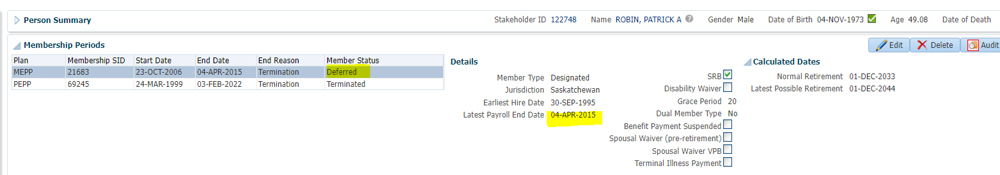 Person Summary Stakeholder ID 122748 Name ROBIN, PATRICK A Gender Male Date of Birth 04-NOV-1973 Age 49.08 Date of Death
Membership Periods Edit Delete Audit
Plan Membership SID Start Date End Date End Reason Member Status
MEPP 21683 23-OCT-2006 04-APR-2015 Termination Deferred
PEPP 69245 24-MAR-1999 03-FEB-2022 Termination Terminated
Details
Member Type Designated
Jurisdiction Saskatchewan
Earliest Hire Date 30-SEP-1995
Latest Payroll End Date 04-APR-2015
SRB
Disability Waiver
Grace Period 20
Dual Member Type No
Benefit Payment Suspended
Spousal Waiver (pre-retirement)
Spousal Waiver VPB
Terminal Illness Payment
Calculated Dates
Normal Retirement 01-DEC-2033
Latest Possible Retirement 01-DEC-2044